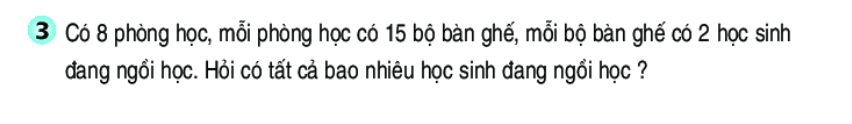 3 Có 8 phòng học, mỗi phòng học có 15 bộ bàn ghế, mỗi bộ bàn ghế có 2 học sinh
đang ngồi học. Hỏi có tất cả bao nhiêu học sinh đang ngồi học ?